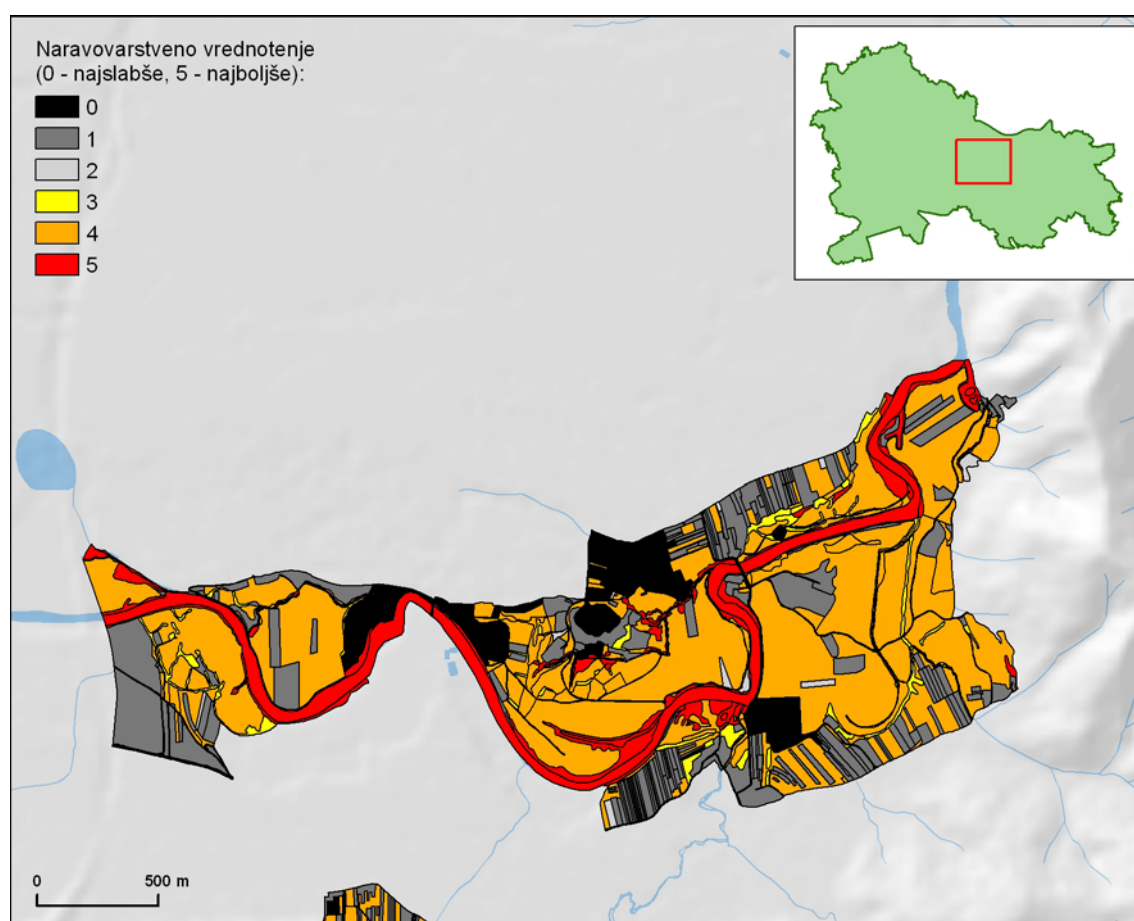 Naravovarstveno vrednotenje
(0 - najslabše, 5 - najboljše):
0
1
2
3
4
5
0 500 m